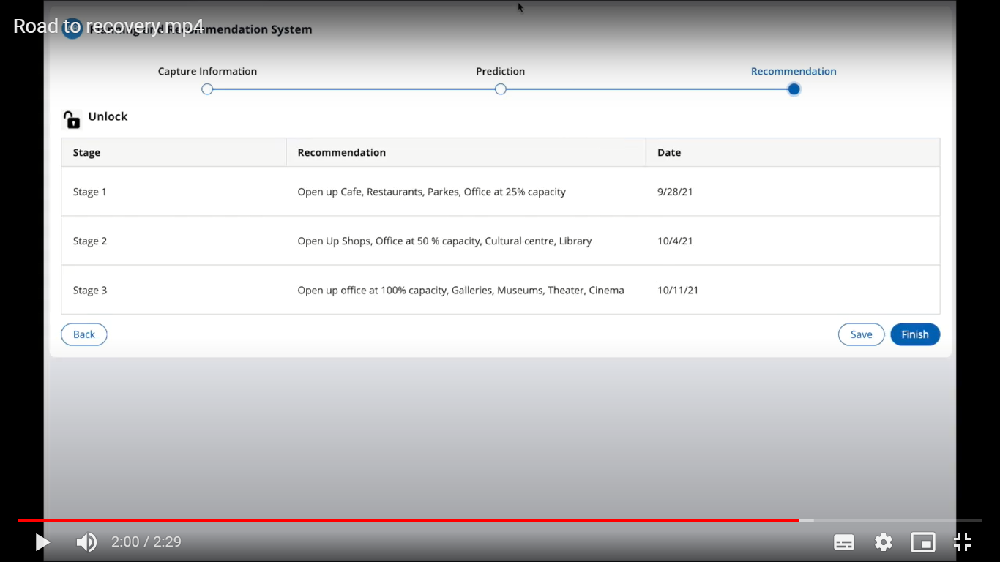 Road to recovery.mp4
Planning and Recommendation System
Capture Information Prediction Recommendation
Unlock
Stage Recommendation Date
Stage 1 Open up Cafe, Restaurants, Parkes, Office at 25% capacity 9/28/21
Stage 2 Open Up Shops, Office at 50 % capacity, Cultural centre, Library 10/4/21
Stage 3 Open up office at 100% capacity, Galleries, Museums, Theater, Cinema 10/11/21
Back Save Finish
2:00 / 2:29